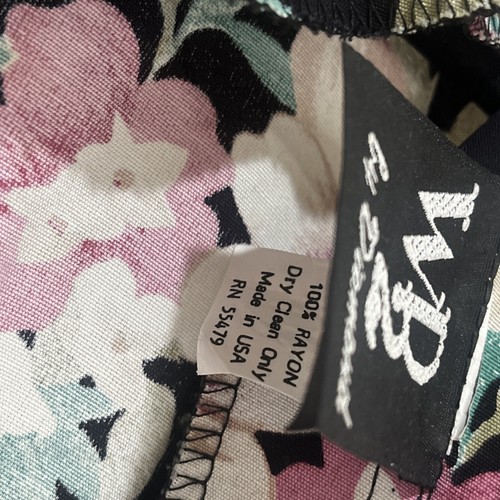 WB
100% RAYON
Dry Clean Only
Made in USA
RN 55479